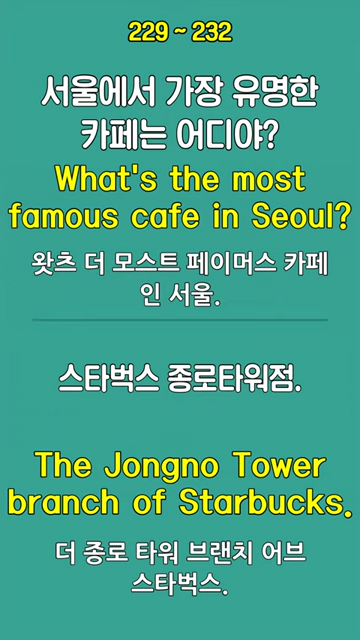 229 ~ 232
서울에서 가장 유명한
카페는 어디야?
What's the most
famous cafe in Seoul?
왓츠 더 모스트 페이머스 카페
인 서울.
스타벅스 종로타워점.
The Jongno Tower
branch of Starbucks.
더 종로 타워 브랜치 어브
스타벅스.